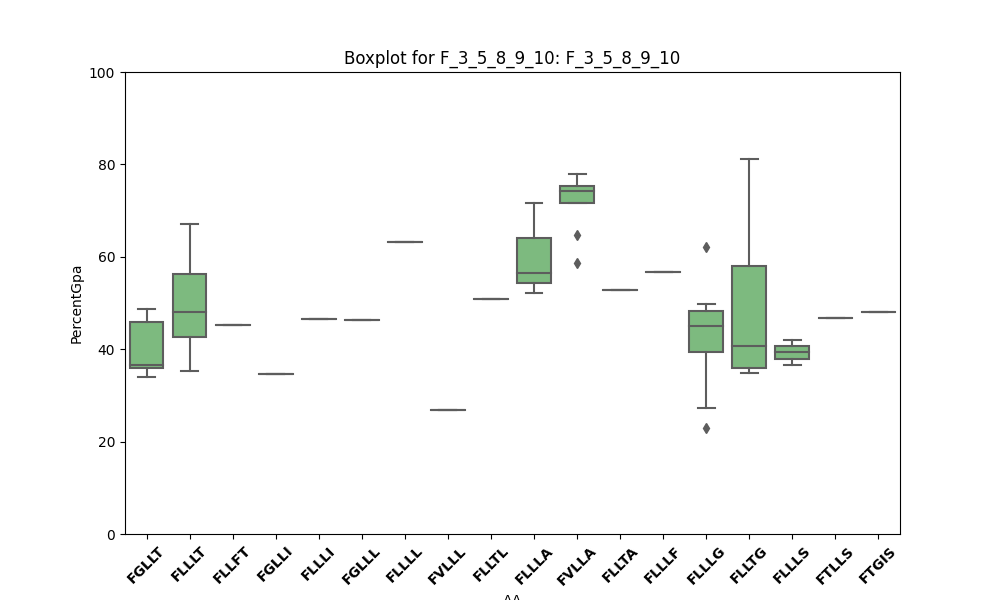 Boxplot for F_3_5_8_9_10: F_3_5_8_9_10
100
80
60
40
20
0
PercentGpa
FGLLT FLLLT FLLFT FGLLI FLLLI FGLLL FLLLL FVLLL FLLTL FLLLA FVLLA FLLTA FLLLF FLLLG FLLTG FLLLS FTLLS FTGIS
AA